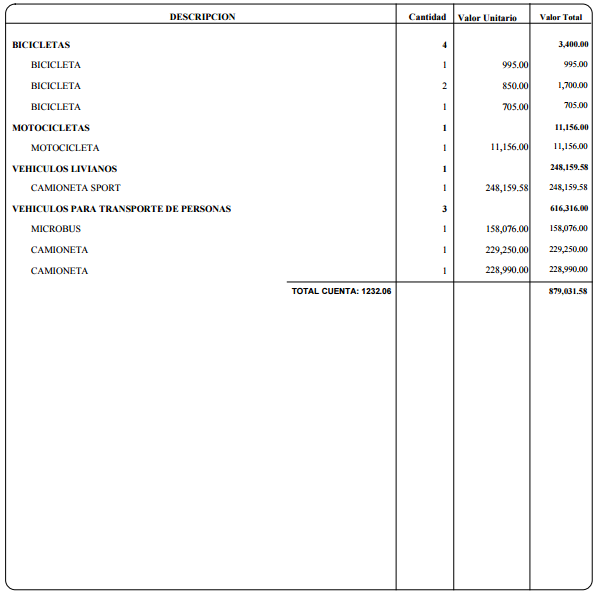 DESCRIPCION Cantidad Valor Unitario Valor Total
BICICLETAS 4 3,400.00
BICICLETA 1 995.00 995.00
BICICLETA 2 850.00 1,700.00
BICICLETA 1 705.00 705.00
MOTOCICLETAS 1 11,156.00
MOTOCICLETA 1 11,156.00 11,156.00
VEHICULOS LIVIANOS 1 248,159.58
CAMIONETA SPORT 1 248,159.58 248,159.58
VEHICULOS PARA TRANSPORTE DE PERSONAS 3 616,316.00
MICROBUS 1 158,076.00 158,076.00
CAMIONETA 1 229,250.00 229,250.00
CAMIONETA 1 228,990.00 228,990.00
TOTAL CUENTA: 1232.06 879,031.58